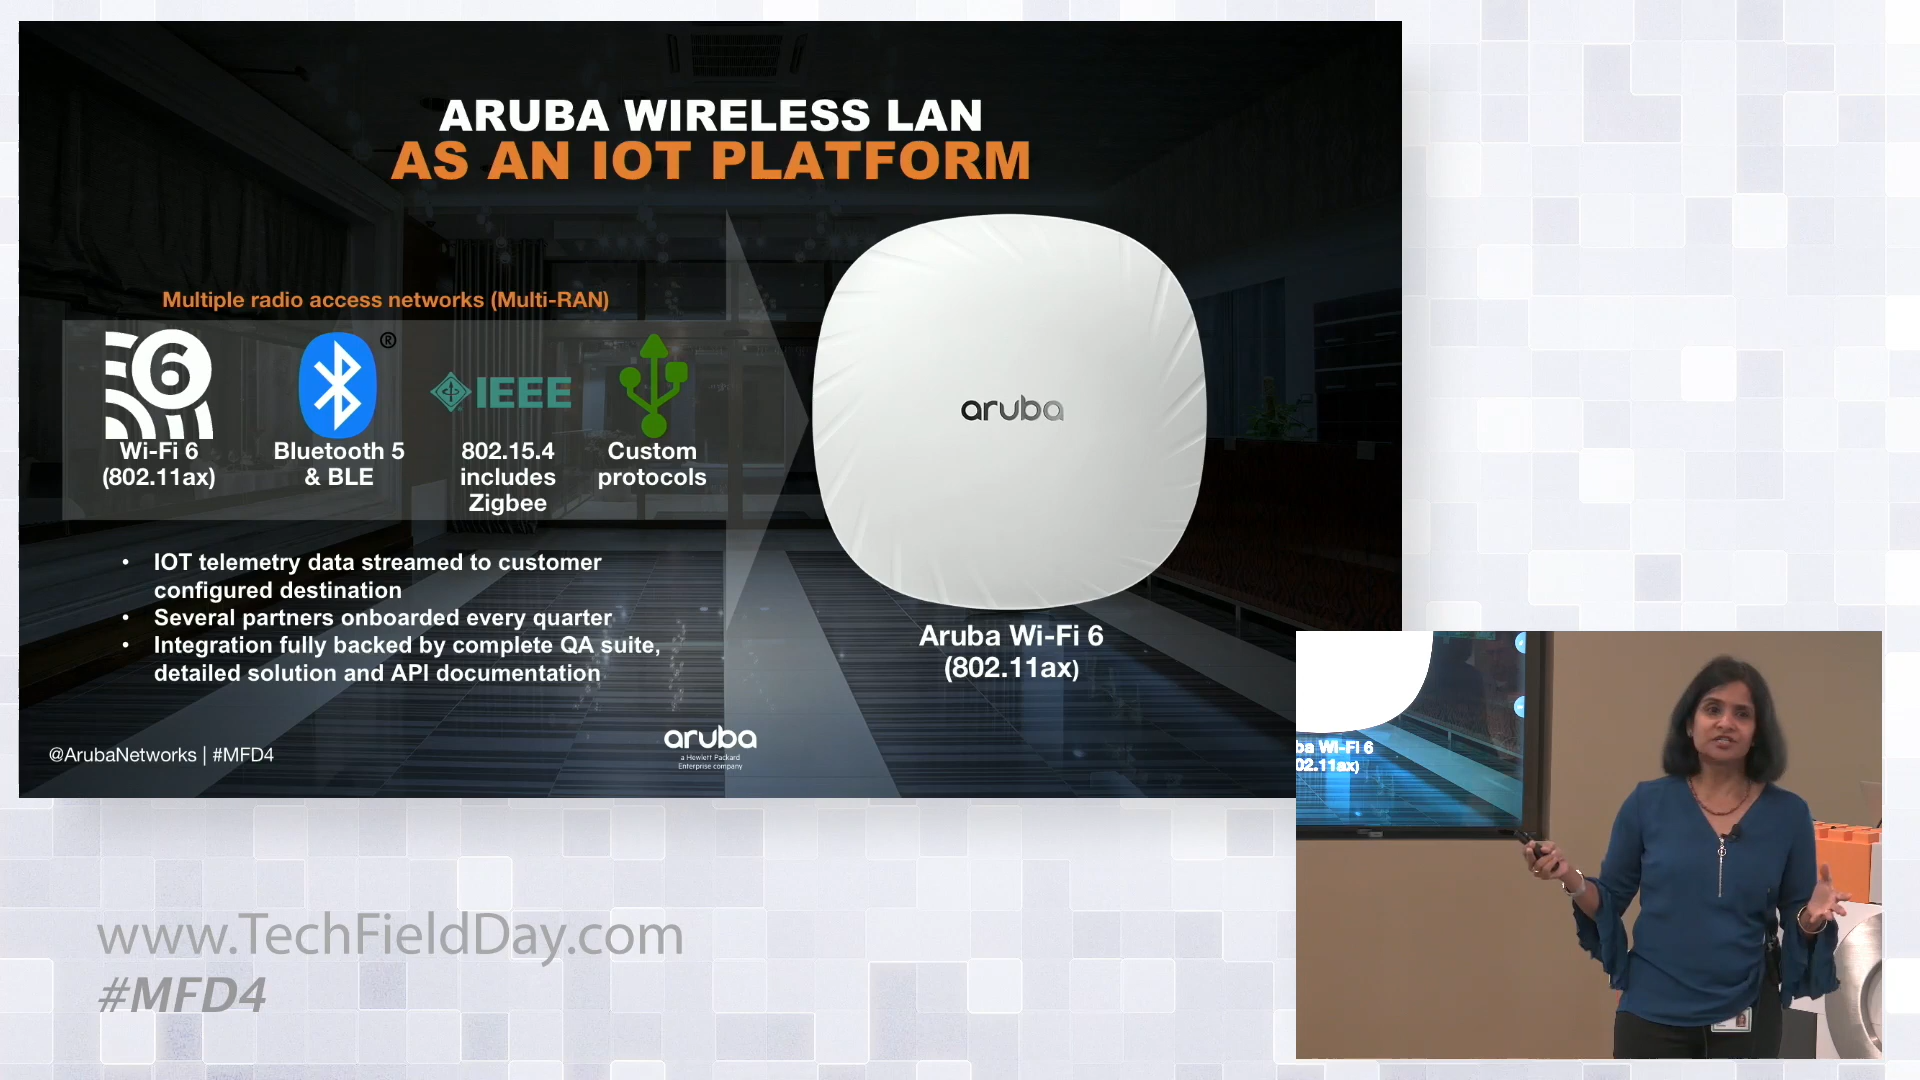 ARUBA WIRELESS LAN
AS AN IOT PLATFORM
Multiple radio access networks (Multi-RAN)
6
®
IEEE
Wi-Fi 6
(802.11ax)
Bluetooth 5
& BLE
802.15.4
includes
Zigbee
Custom
protocols
• IOT telemetry data streamed to customer
configured destination
• Several partners onboarded every quarter
• Integration fully backed by complete QA suite,
detailed solution and API documentation
aruba
Aruba Wi-Fi 6
(802.11ax)
@ArubaNetworks | #MFD4
aruba
a Hewlett Packard
Enterprise company
ba Wi-Fi 6
02.11ax)
www.TechFieldDay.com
#MFD4